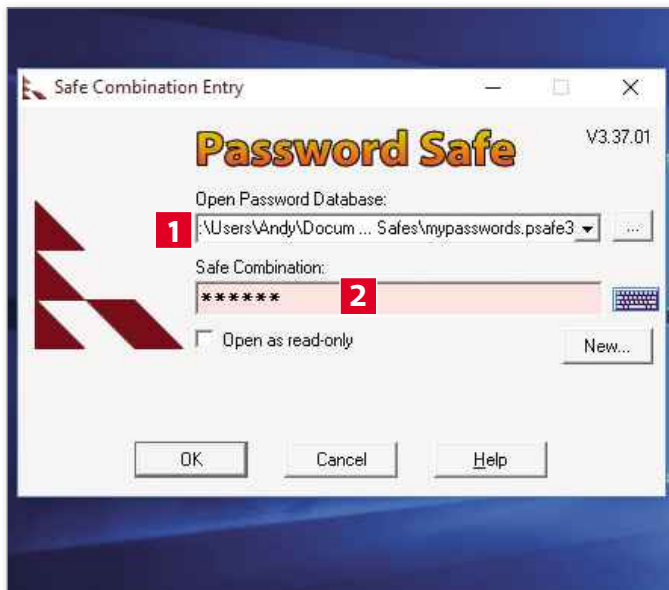 Safe Combination Entry
Password Safe
V3.37.01
Open Password Database:
1 :\Users\Andy\Docum ... Safes\mypasswords.psafe3 ...
Safe Combination:
****** 2
Open as read-only
New...
OK Cancel Help